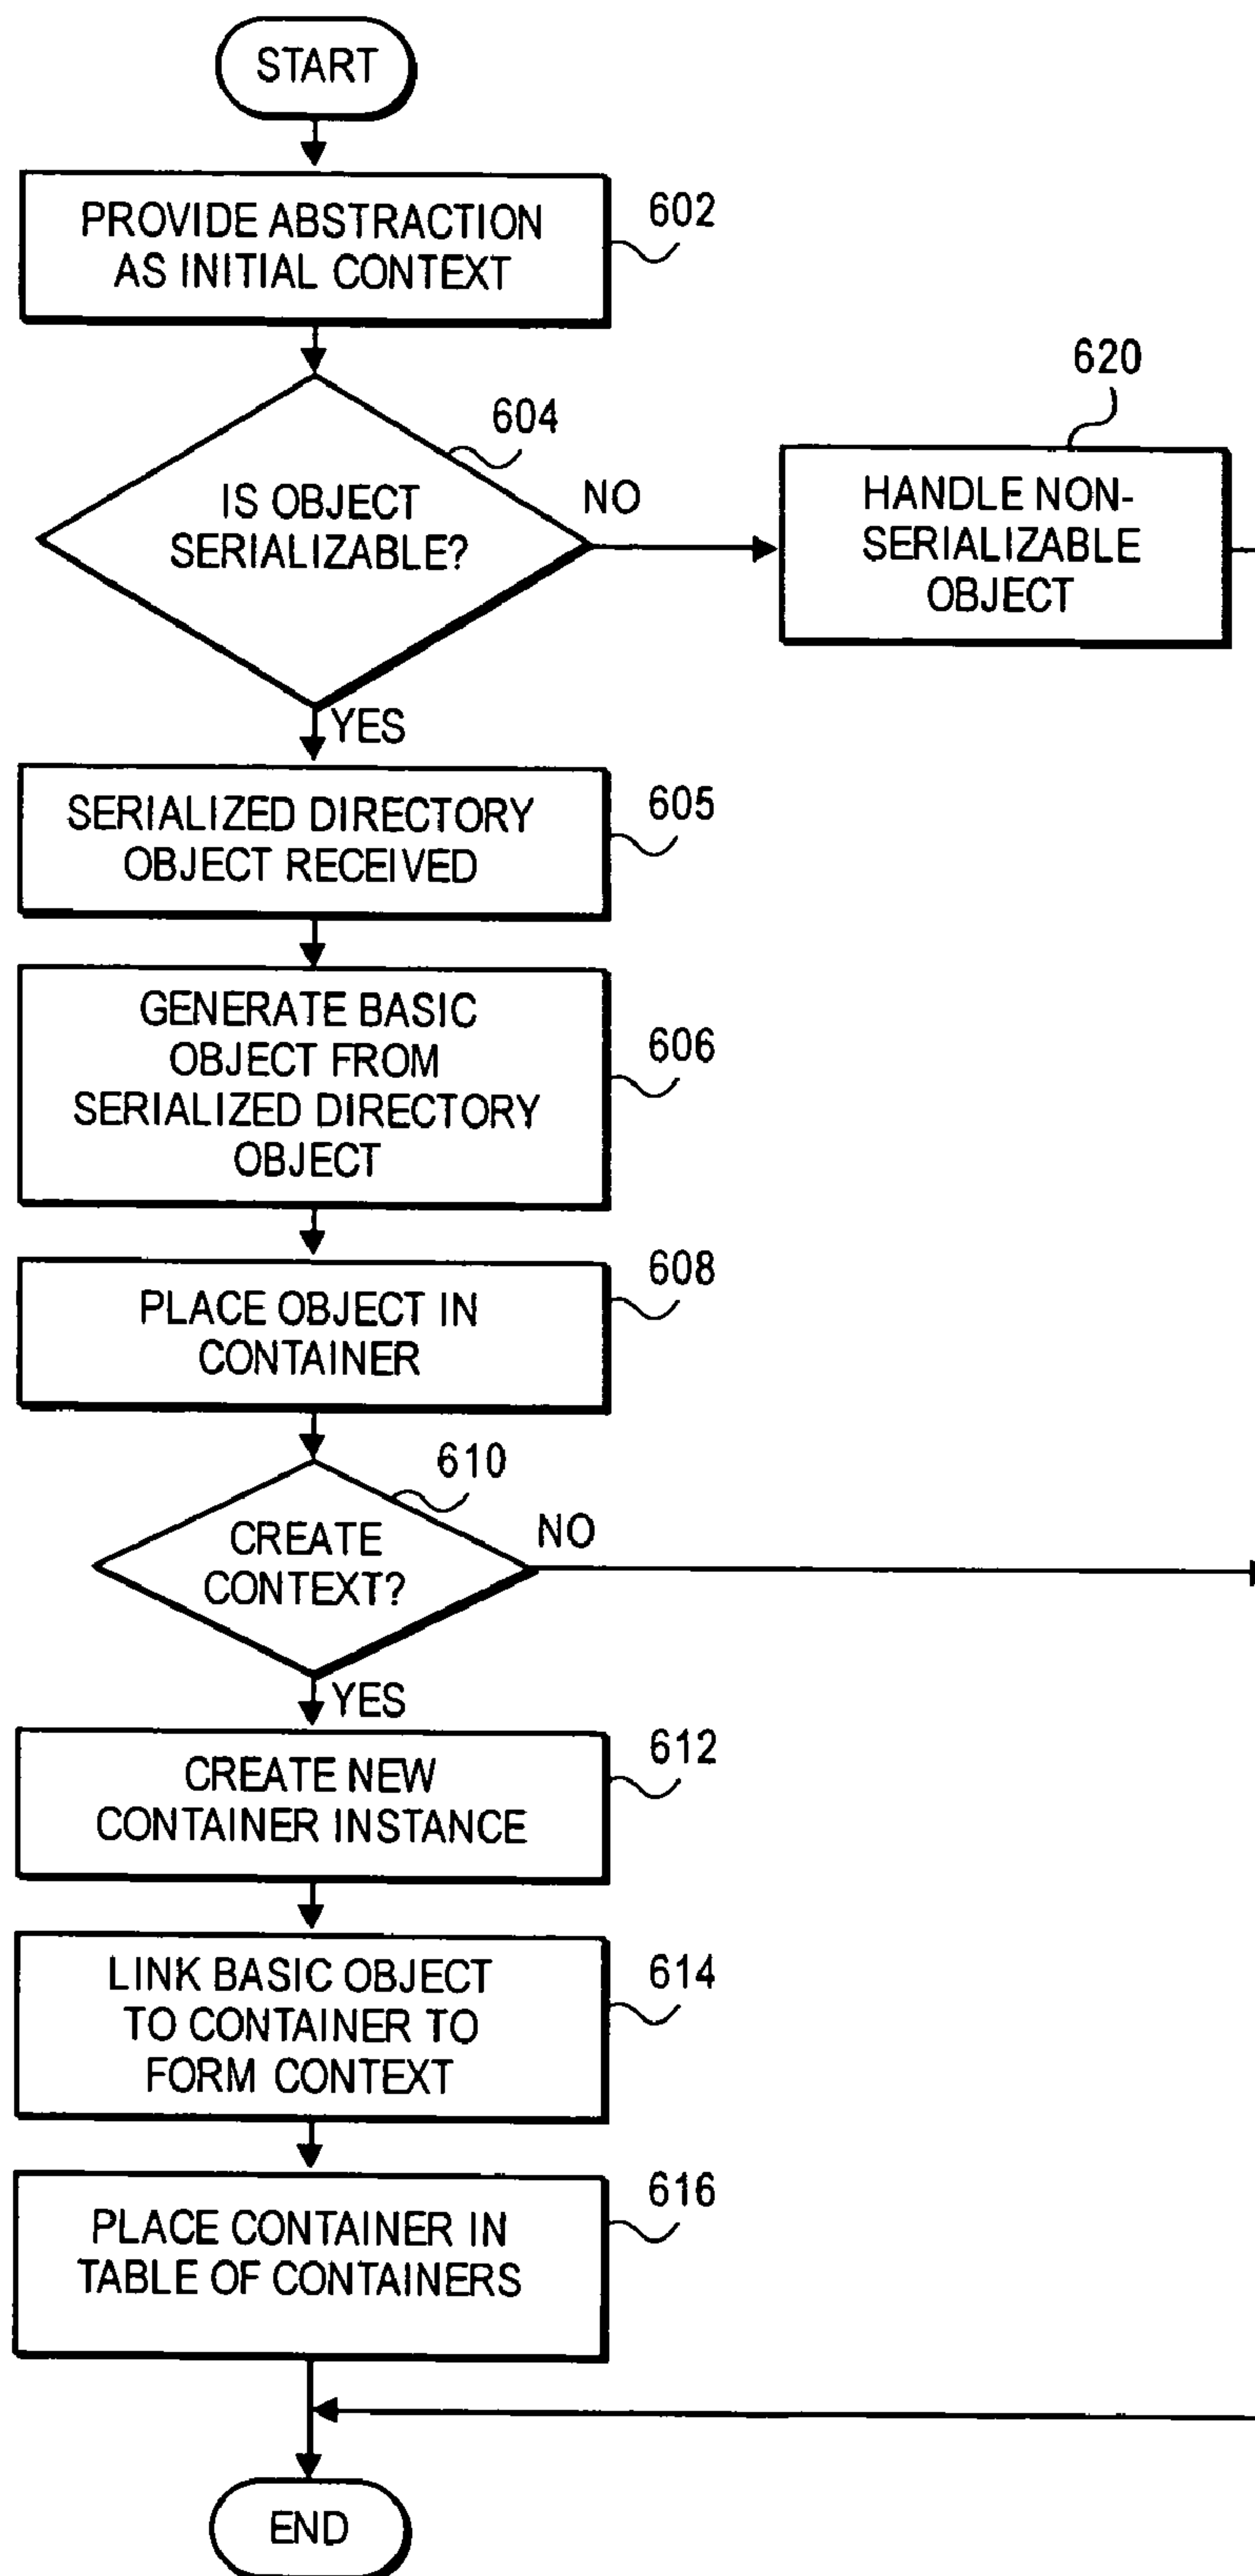 START
PROVIDE ABSTRACTION
AS INITIAL CONTEXT
602
604
IS OBJECT
SERIALIZABLE?
NO
620
HANDLE NON-
SERIALIZABLE
OBJECT
YES
SERIALIZED DIRECTORY
OBJECT RECEIVED
605
GENERATE BASIC
OBJECT FROM
SERIALIZED DIRECTORY
OBJECT
606
PLACE OBJECT IN
CONTAINER
608
610
CREATE
CONTEXT?
NO
YES
CREATE NEW
CONTAINER INSTANCE
612
LINK BASIC OBJECT
TO CONTAINER TO
FORM CONTEXT
614
PLACE CONTAINER IN
TABLE OF CONTAINERS
616
END